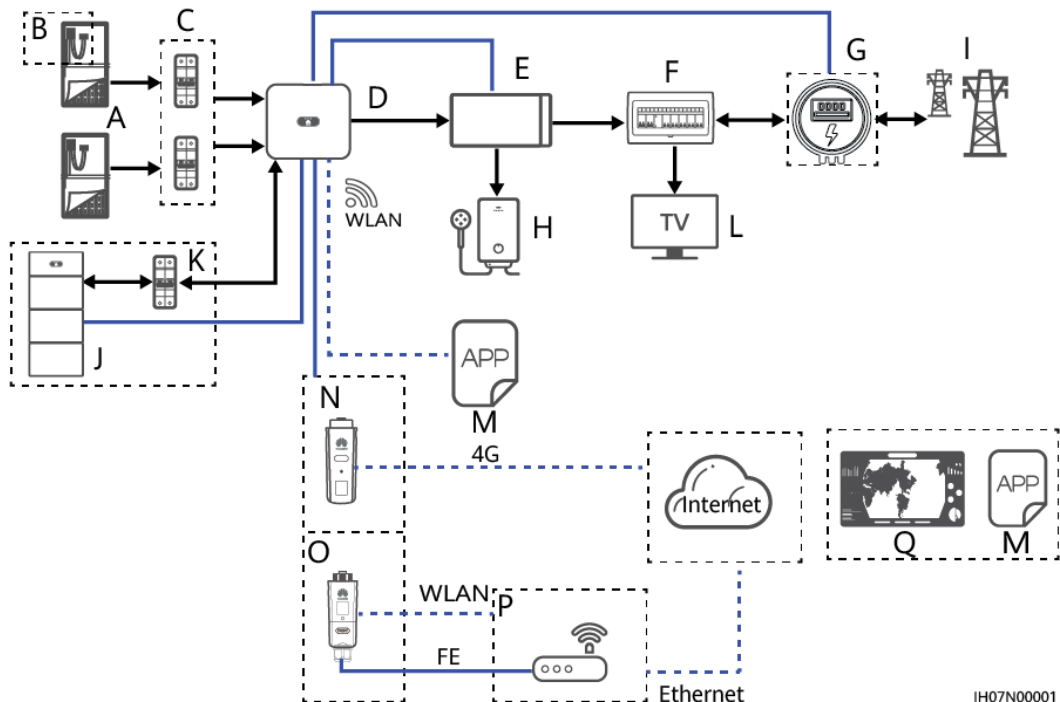 B
C
A
D
E
F
G
I
WLAN
H
TV
L
K
J
APP
M
4G
N
Internet
APP
Q
M
O
WLAN
P
FE
Ethernet
IH07N00001